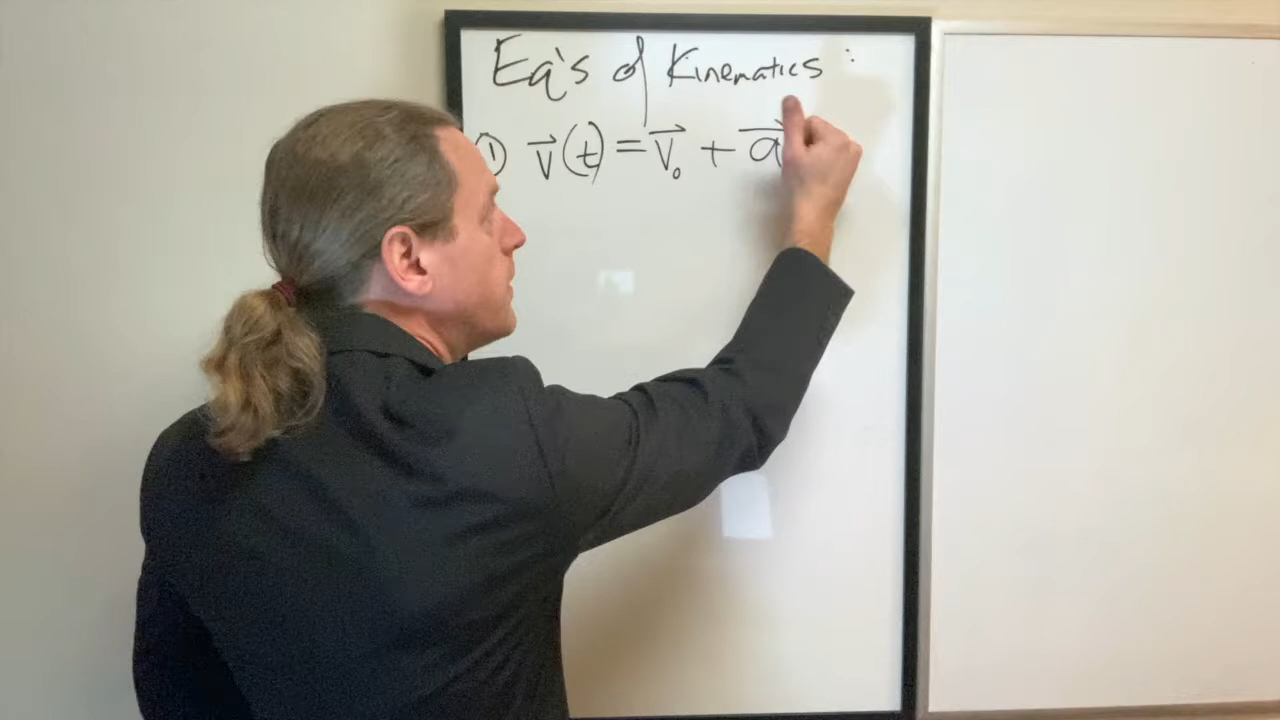 Eq's of Kinematics:
① v⃗(t) = v⃗₀ + a⃗